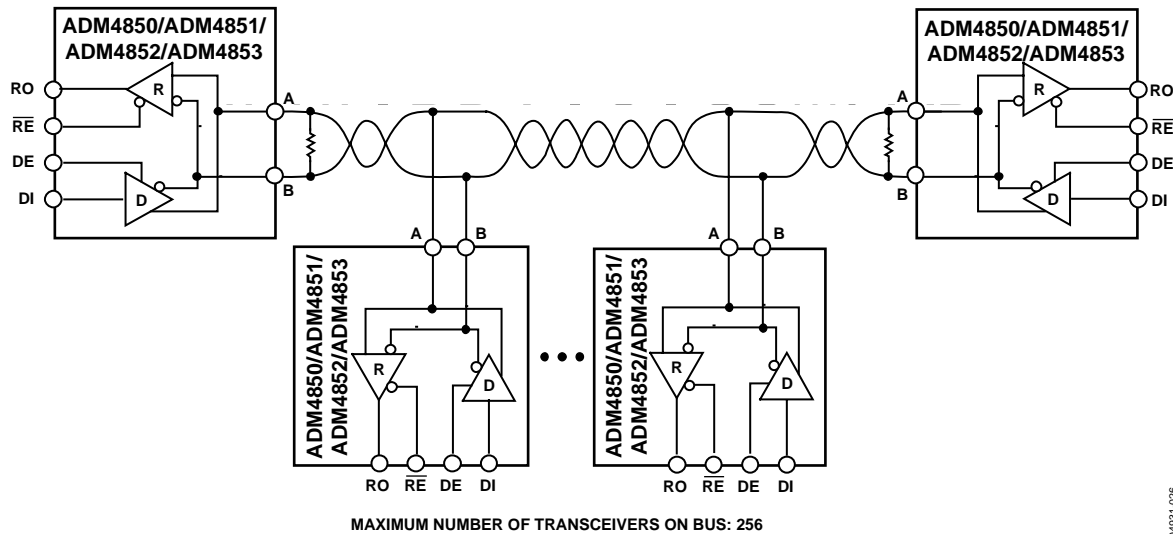 ADM4850/ADM4851/
ADM4852/ADM4853
RO
R
RE
DE
DI
D
A
B
ADM4850/ADM4851/
ADM4852/ADM4853
A
B
R
RO
RE
DE
D
DI
A
B
ADM4850/ADM4851/
ADM4852/ADM4853
R
D
RO
RE
DE
DI
A
B
ADM4850/ADM4851/
ADM4852/ADM4853
R
D
RO
RE
DE
DI
MAXIMUM NUMBER OF TRANSCEIVERS ON BUS: 256